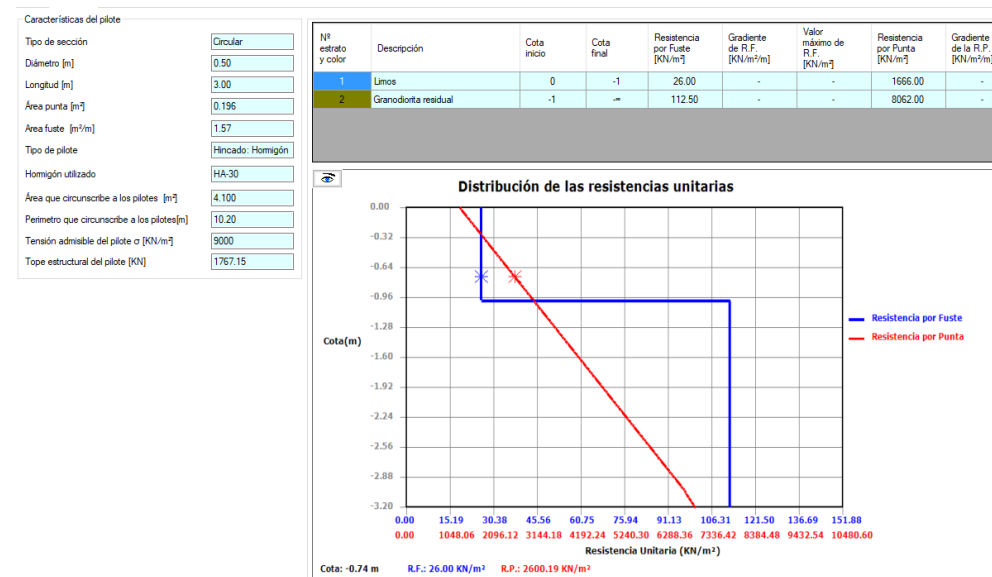 Características del pilote
Tipo de sección Circular
Diámetro [m] 0.50
Longitud [m] 3.00
Área punta [m²] 0.196
Area fuste [m²/m] 1.57
Tipo de pilote Hincado: Hormigón
Hormigón utilizado HA-30
Área que circunscribe a los pilotes [m²] 4.100
Perimetro que circunscribe a los pilotes[m] 10.20
Tensión admisible del pilote σ [KN/m²] 9000
Tope estructural del pilote [KN] 1767.15
Nº estrato y color Descripción Cota inicio Cota final Resistencia por Fuste [KN/m²] Gradiente de R.F. [KN/m²/m] Valor máximo de R.F. [KN/m²] Resistencia por Punta [KN/m²] Gradiente de la R.P. [KN/m²/m]
1 Limos 0 -1 26.00 - - 1666.00 -
2 Granodiorita residual -1 -∞ 112.50 - - 8062.00 -
Distribución de las resistencias unitarias
0.00
-0.32
-0.64
-0.96
-1.28
Cota(m)
-1.60
-1.92
-2.24
-2.56
-2.88
-3.20
Resistencia por Fuste
Resistencia por Punta
0.00 15.19 30.38 45.56 60.75 75.94 91.13 106.31 121.50 136.69 151.88
0.00 1048.06 2096.12 3144.18 4192.24 5240.30 6288.36 7336.42 8384.48 9432.54 10480.60
Resistencia Unitaria (KN/m²)
Cota: -0.74 m R.F.: 26.00 KN/m² R.P.: 2600.19 KN/m²